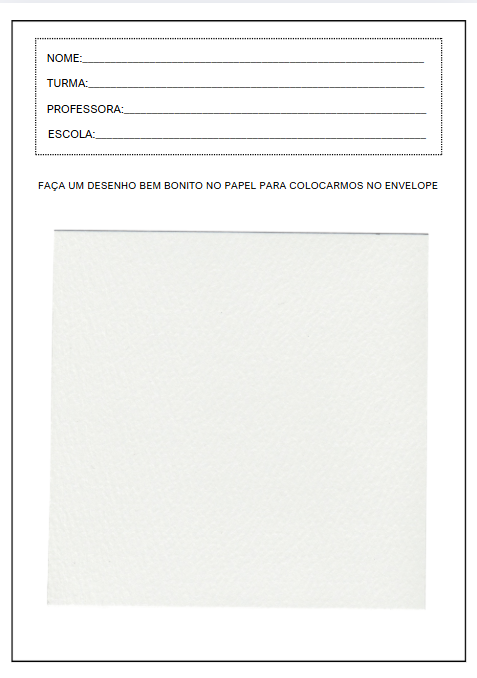 NOME:
TURMA:
PROFESSORA:
ESCOLA:
FAÇA UM DESENHO BEM BONITO NO PAPEL PARA COLOCARMOS NO ENVELOPE